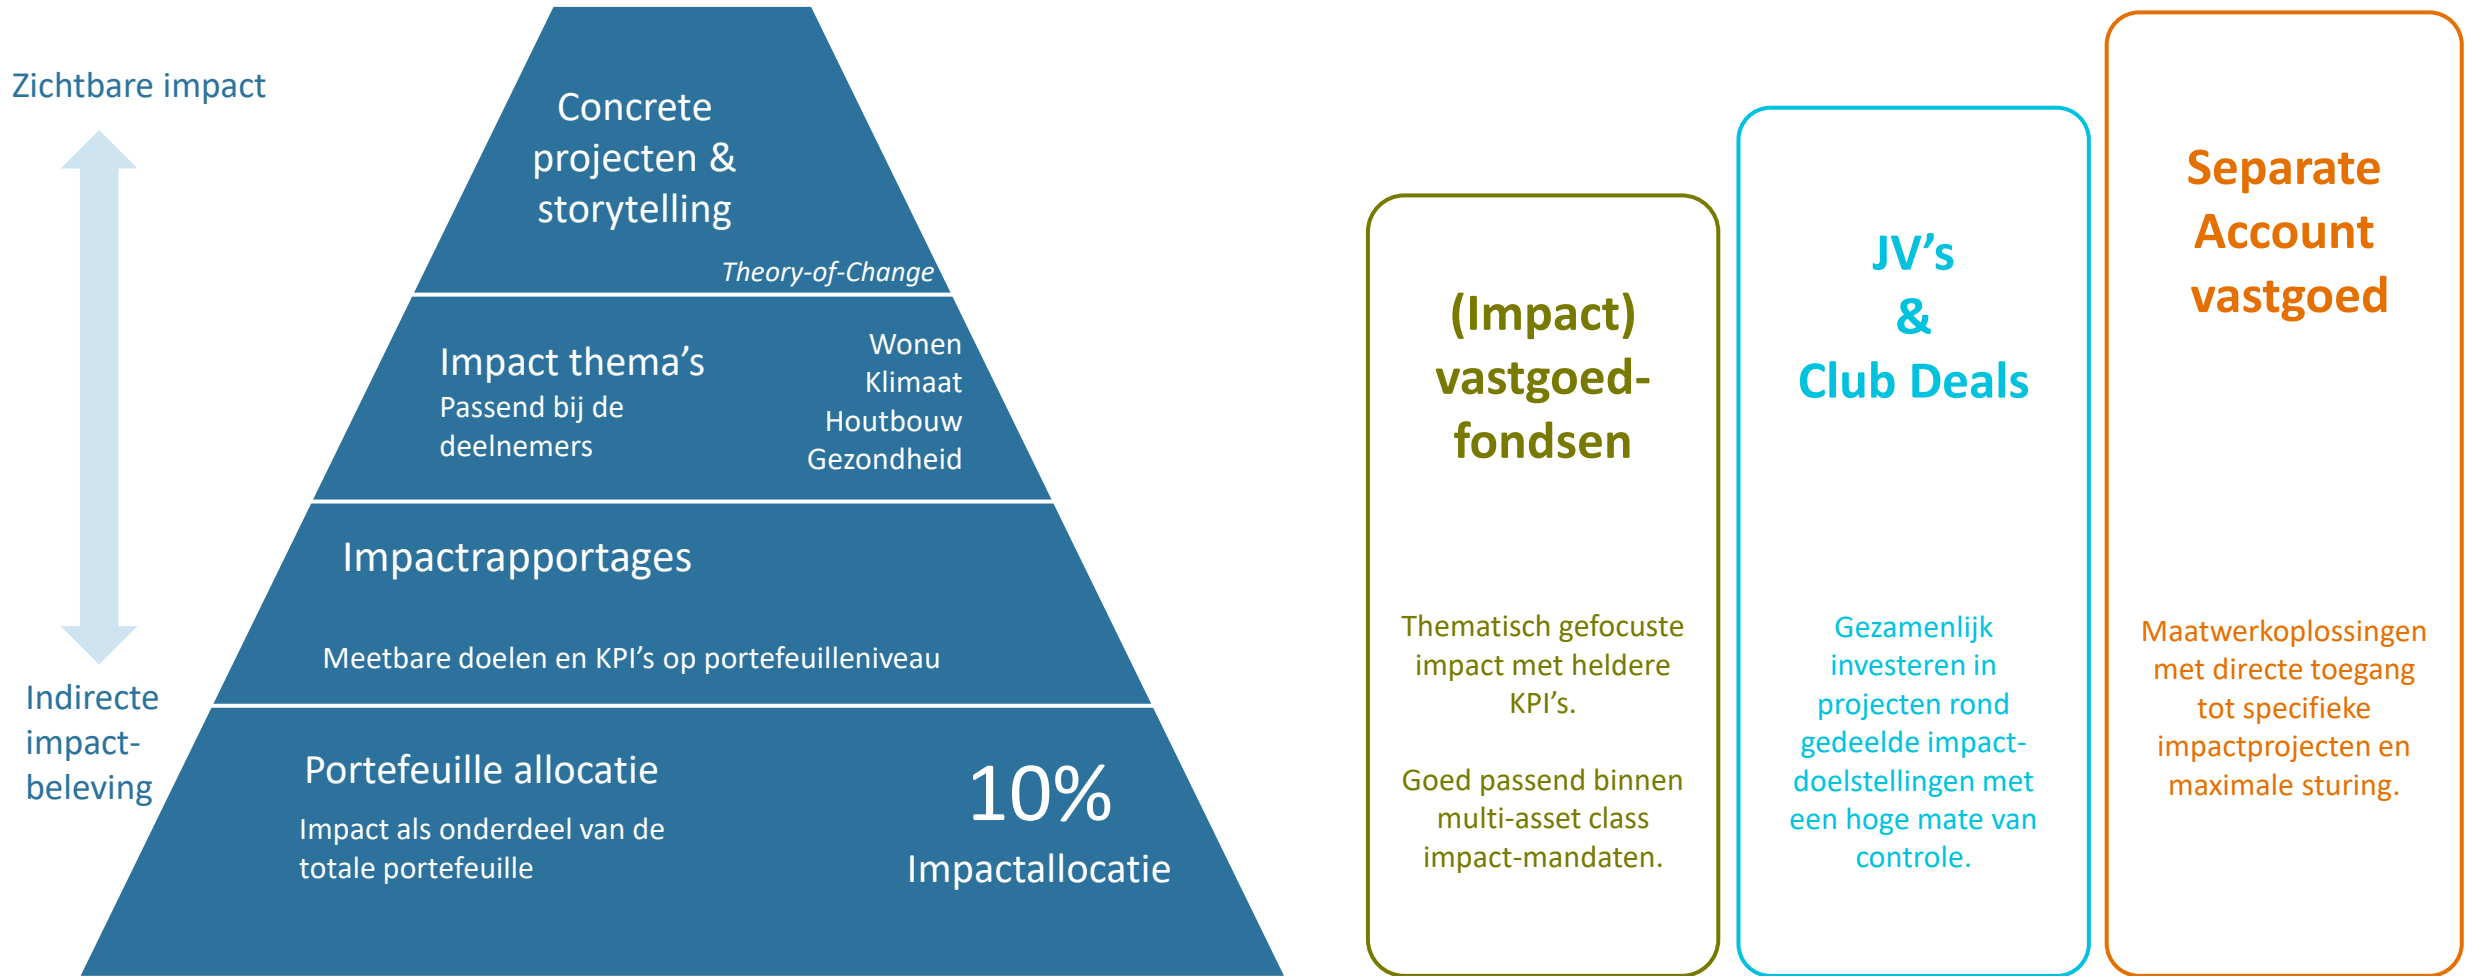 Zichtbare impact
Indirecte
impact-
beleving
Concrete
projecten &
storytelling
Theory-of-Change
Impact thema's
Passend bij de
deelnemers
Wonen
Klimaat
Houtbouw
Gezondheid
Impactrapportages
Meetbare doelen en KPI's op portefeuilleniveau
Portefeuille allocatie
Impact als onderdeel van de
totale portefeuille
10%
Impactallocatie
(Impact)
vastgoed-
fondsen
Thematisch gefocuste
impact met heldere
KPI's.
Goed passend binnen
multi-asset class
impact-mandaten.
JV's
&
Club Deals
Gezamenlijk
investeren in
projecten rond
gedeelde impact-
doelstellingen met
een hoge mate van
controle.
Separate
Account
vastgoed
Maatwerkoplossingen
met directe toegang
tot specifieke
impactprojecten en
maximale sturing.